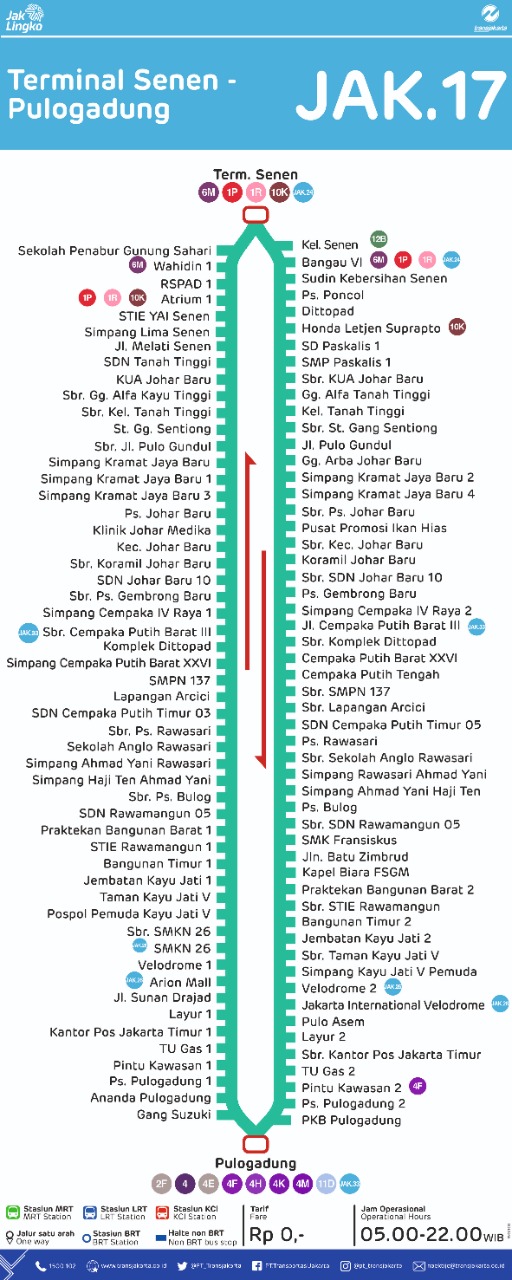 Jak
Lingko
transjakarta
Terminal Senen -
Pulogadung
JAK.17
Term. Senen
6M 1P 1R 10K JAK.24
Sekolah Penabur Gunung Sahari
6M Wahidin 1
RSPAD 1
1P 1R 10K Atrium 1
STIE YAI Senen
Simpang Lima Senen
Jl. Melati Senen
SDN Tanah Tinggi
KUA Johar Baru
Sbr. Gg. Alfa Kayu Tinggi
Sbr. Kel. Tanah Tinggi
St. Gg. Sentiong
Sbr. Jl. Pulo Gundul
Simpang Kramat Jaya Baru
Simpang Kramat Jaya Baru 1
Simpang Kramat Jaya Baru 3
Ps. Johar Baru
Klinik Johar Medika
Kec. Johar Baru
Sbr. Koramil Johar Baru
SDN Johar Baru 10
Sbr. Ps. Gembrong Baru
Simpang Cempaka IV Raya 1
JAK.33 Sbr. Cempaka Putih Barat III
Komplek Dittopad
Simpang Cempaka Putih Barat XXVI
SMPN 137
Lapangan Arcici
SDN Cempaka Putih Timur 03
Sbr. Ps. Rawasari
Sekolah Anglo Rawasari
Simpang Ahmad Yani Rawasari
Simpang Haji Ten Ahmad Yani
Sbr. Ps. Bulog
SDN Rawamangun 05
Praktekan Bangunan Barat 1
STIE Rawamangun 1
Bangunan Timur 1
Jembatan Kayu Jati 1
Taman Kayu Jati V
Pospol Pemuda Kayu Jati V
Sbr. SMKN 26
SMKN 26
Velodrome 1
Arion Mall
Jl. Sunan Drajad
Layur 1
Kantor Pos Jakarta Timur 1
TU Gas 1
Pintu Kawasan 1
Ps. Pulogadung 1
Ananda Pulogadung
Gang Suzuki
Kel. Senen 12B
Bangau VI 6M 1P 1R JAK.24
Sudin Kebersihan Senen
Ps. Poncol
Dittopad
Honda Letjen Suprapto 10K
SD Paskalis 1
SMP Paskalis 1
Sbr. KUA Johar Baru
Gg. Alfa Tanah Tinggi
Kel. Tanah Tinggi
Sbr. St. Gang Sentiong
Jl. Pulo Gundul
Gg. Arba Johar Baru
Simpang Kramat Jaya Baru 2
Simpang Kramat Jaya Baru 4
Sbr. Ps. Johar Baru
Pusat Promosi Ikan Hias
Sbr. Kec. Johar Baru
Koramil Johar Baru
Sbr. SDN Johar Baru 10
Ps. Gembrong Baru
Simpang Cempaka IV Raya 2
Jl. Cempaka Putih Barat III JAK.33
Sbr. Komplek Dittopad
Cempaka Putih Barat XXVI
Cempaka Putih Tengah
Sbr. SMPN 137
Sbr. Lapangan Arcici
SDN Cempaka Putih Timur 05
Ps. Rawasari
Sbr. Sekolah Anglo Rawasari
Simpang Rawasari Ahmad Yani
Simpang Ahmad Yani Haji Ten
Ps. Bulog
Sbr. SDN Rawamangun 05
SMK Fransiskus
Jln. Batu Zimbrud
Kapel Biara FSGM
Praktekan Bangunan Barat 2
Sbr. STIE Rawamangun
Bangunan Timur 2
Jembatan Kayu Jati 2
Sbr. Taman Kayu Jati V
Simpang Kayu Jati V Pemuda
Velodrome 2
Jakarta International Velodrome
Pulo Asem
Layur 2
Sbr. Kantor Pos Jakarta Timur
TU Gas 2
Pintu Kawasan 2 4F
Ps. Pulogadung 2
PKB Pulogadung
Pulogadung
2F 4 4E 4F 4H 4K 4M 11D JAK.33
Stasiun MRT
MRT Station
Stasiun LRT
LRT Station
Stasiun KCI
KCI Station
Jalur satu arah
One way
Stasiun BRT
BRT Station
Halte non BRT
Non BRT bus stop
Tarif
Fare
Rp 0,-
Jam Operasional
Operational Hours
05.00-22.00 WIB
1500 102
www.transjakarta.co.id
@PT_Transjakarta
PTTransportasiJakarta
@pt_transjakarta